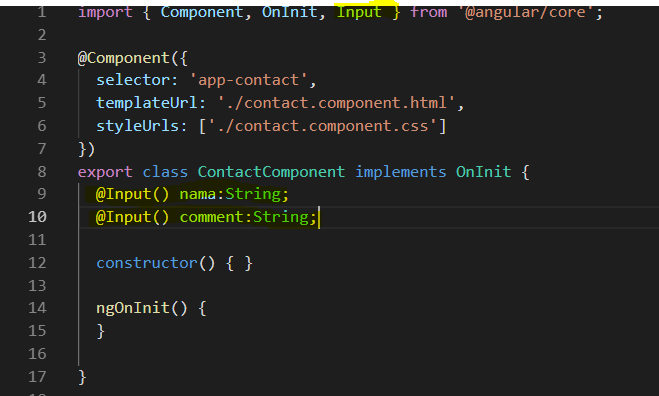 1 import { Component, OnInit, Input } from '@angular/core';
2
3 @Component({
4 selector: 'app-contact',
5 templateUrl: './contact.component.html',
6 styleUrls: ['./contact.component.css']
7 })
8 export class ContactComponent implements OnInit {
9 @Input() nama:String;
10 @Input() comment:String;
11
12 constructor() { }
13
14 ngOnInit() {
15 }
16
17 }